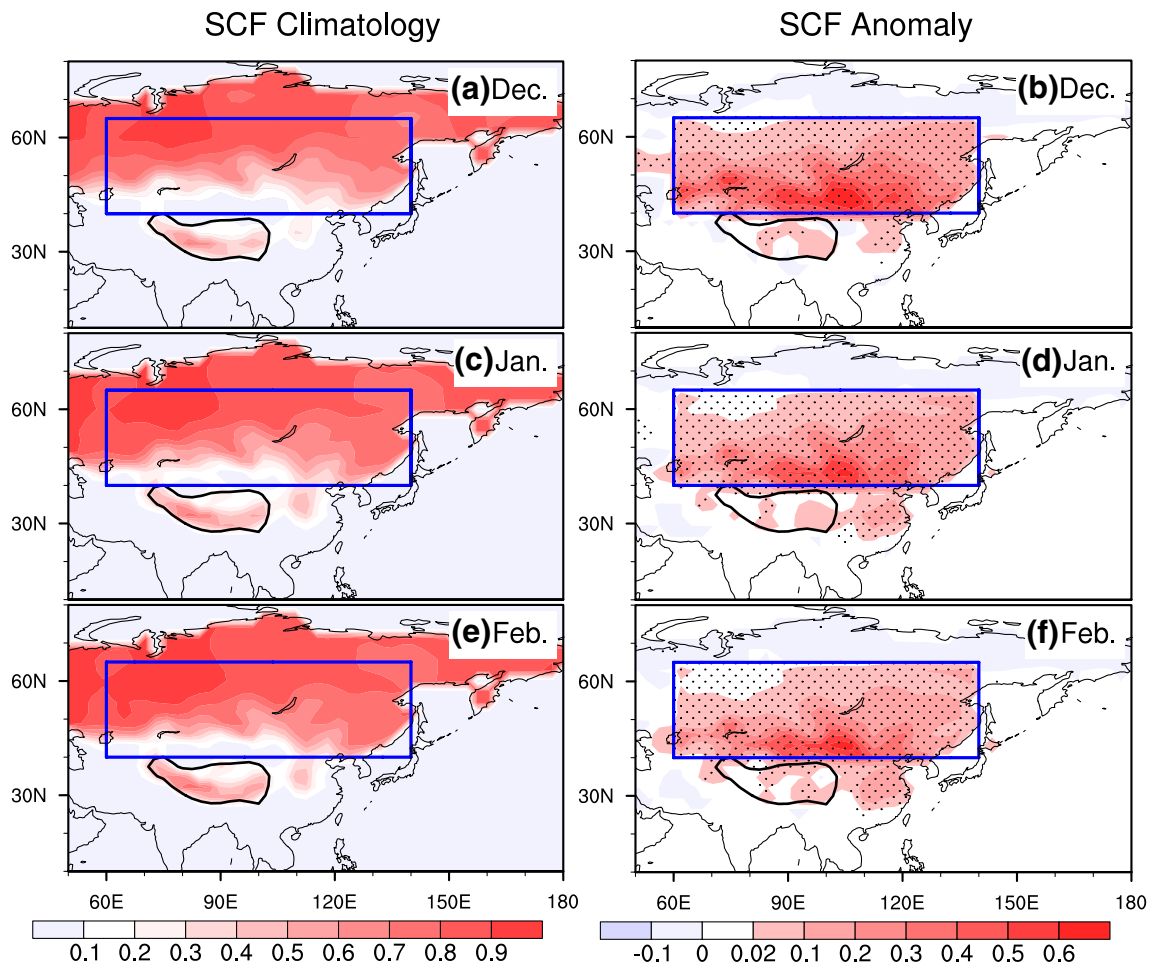 SCF Climatology
SCF Anomaly
(a) Dec.
(b) Dec.
60N
60N
30N
30N
(c) Jan.
(d) Jan.
60N
60N
30N
30N
(e) Feb.
(f) Feb.
60N
60N
30N
30N
60E 90E 120E 150E 180
60E 90E 120E 150E 180
0.1 0.2 0.3 0.4 0.5 0.6 0.7 0.8 0.9
-0.1 0 0.02 0.1 0.2 0.3 0.4 0.5 0.6